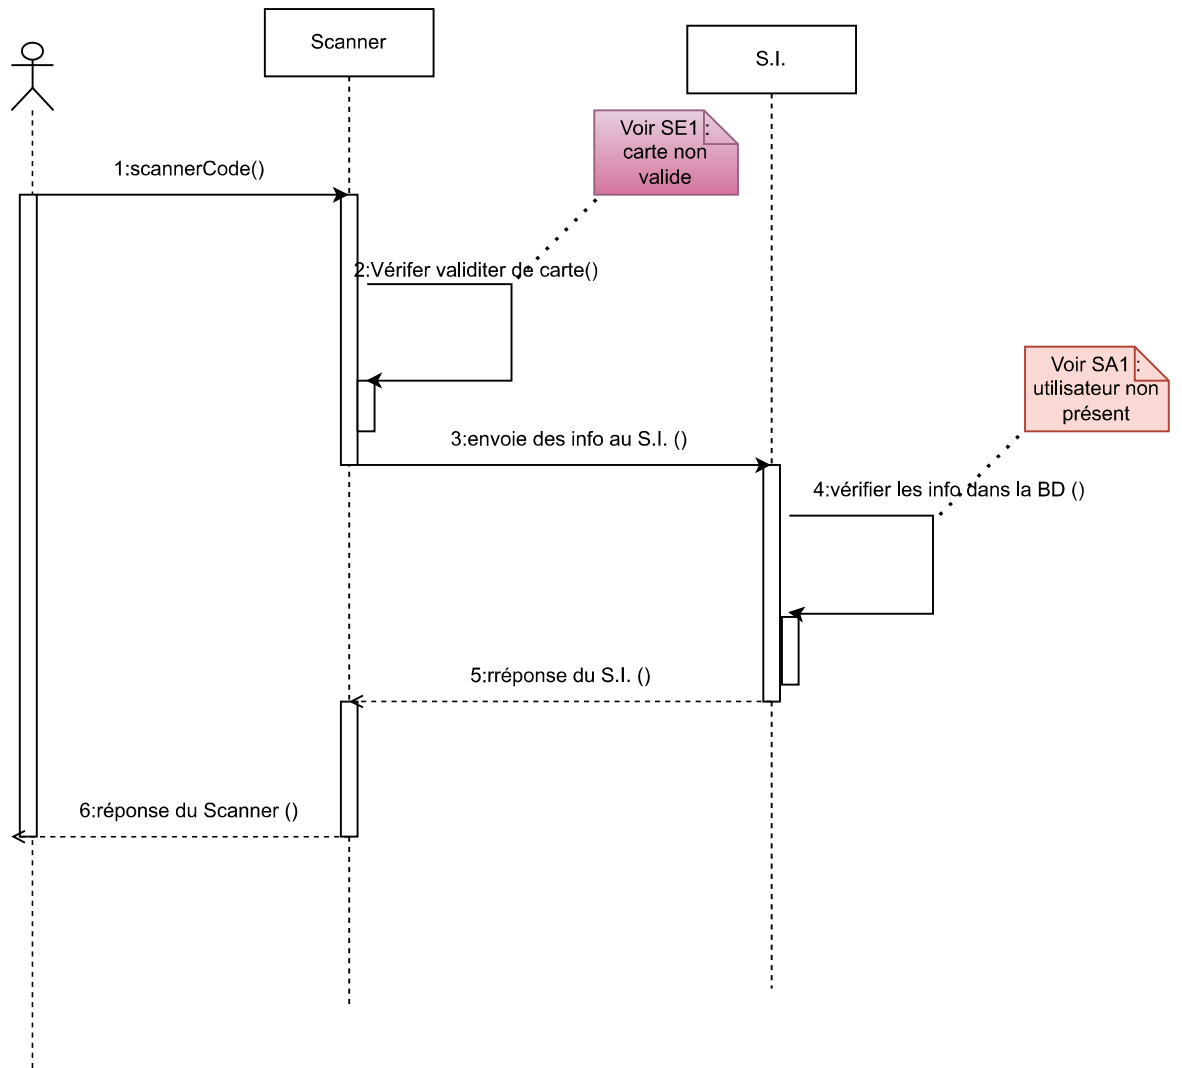 Scanner
S.I.
Voir SE1 :
carte non
valide
1:scannerCode()
2:Vérifer validiter de carte()
Voir SA1 :
utilisateur non
présent
3:envoie des info au S.I. ()
4:vérifier les info dans la BD ()
5:rréponse du S.I. ()
6:réponse du Scanner ()